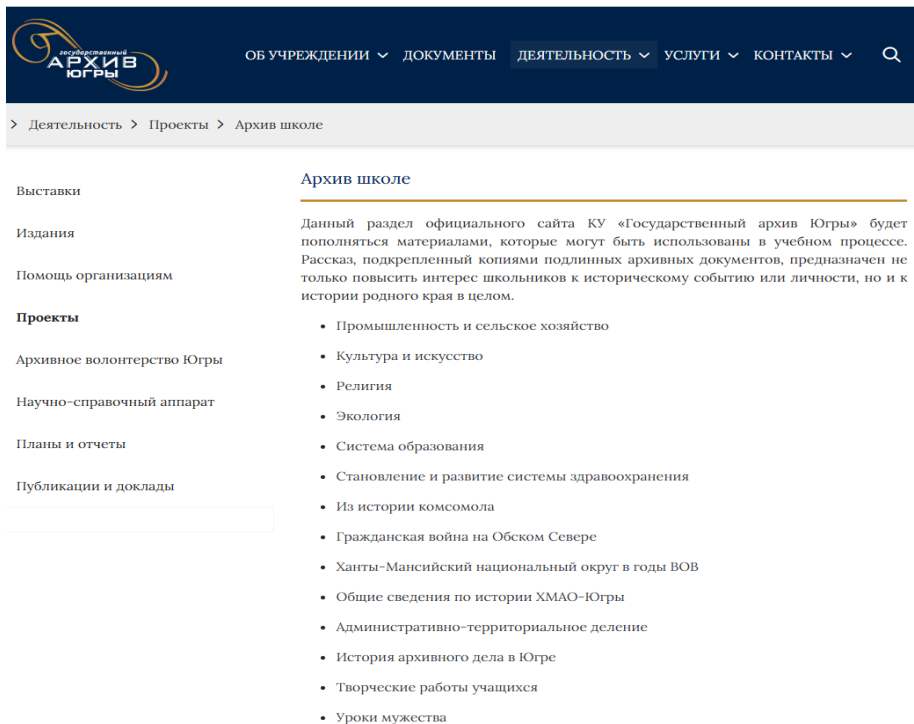 государственный
АРХИВ
ЮГРЫ
ОБ УЧРЕЖДЕНИИ ДОКУМЕНТЫ ДЕЯТЕЛЬНОСТЬ УСЛУГИ КОНТАКТЫ
> Деятельность > Проекты > Архив школе
Выставки
Издания
Помощь организациям
Проекты
Архивное волонтерство Югры
Научно-справочный аппарат
Планы и отчеты
Публикации и доклады
Архив школе
Данный раздел официального сайта КУ «Государственный архив Югры» будет
пополняться материалами, которые могут быть использованы в учебном процессе.
Рассказ, подкрепленный копиями подлинных архивных документов, предназначен не
только повысить интерес школьников к историческому событию или личности, но и к
истории родного края в целом.
• Промышленность и сельское хозяйство
• Культура и искусство
• Религия
• Экология
• Система образования
• Становление и развитие системы здравоохранения
• Из истории комсомола
• Гражданская война на Обском Севере
• Ханты-Мансийский национальный округ в годы ВОВ
• Общие сведения по истории ХМАО-Югры
• Административно-территориальное деление
• История архивного дела в Югре
• Творческие работы учащихся
• Уроки мужества